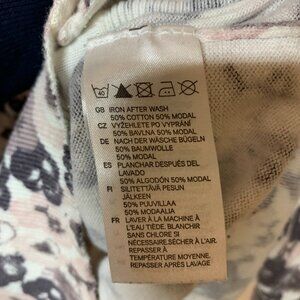 40
GB IRON AFTER WASH
50% COTTON 50% MODAL
CZ VYŽEHLETE PO VYPRÁNÍ
50% BAVLNA 50% MODAL
DE NACH DER WÄSCHE BÜGELN
50% BAUMWOLLE
50% MODAL
ES PLANCHAR DESPUÉS DEL
LAVADO
50% ALGODÓN 50% MODAL
FI SILITETTÄVÄ PESUN
JÄLKEEN
50% PUUVILLAA
50% MODAALIA
FR LAVER À LA MACHINE À
L'EAU TIÈDE. BLANCHIR
SANS CHLORE SI
NÉCESSAIRE.SÉCHER À L'AIR.
REPASSER À
TEMPÉRATURE MOYENNE.
REPASSER APRÈS LAVAGE